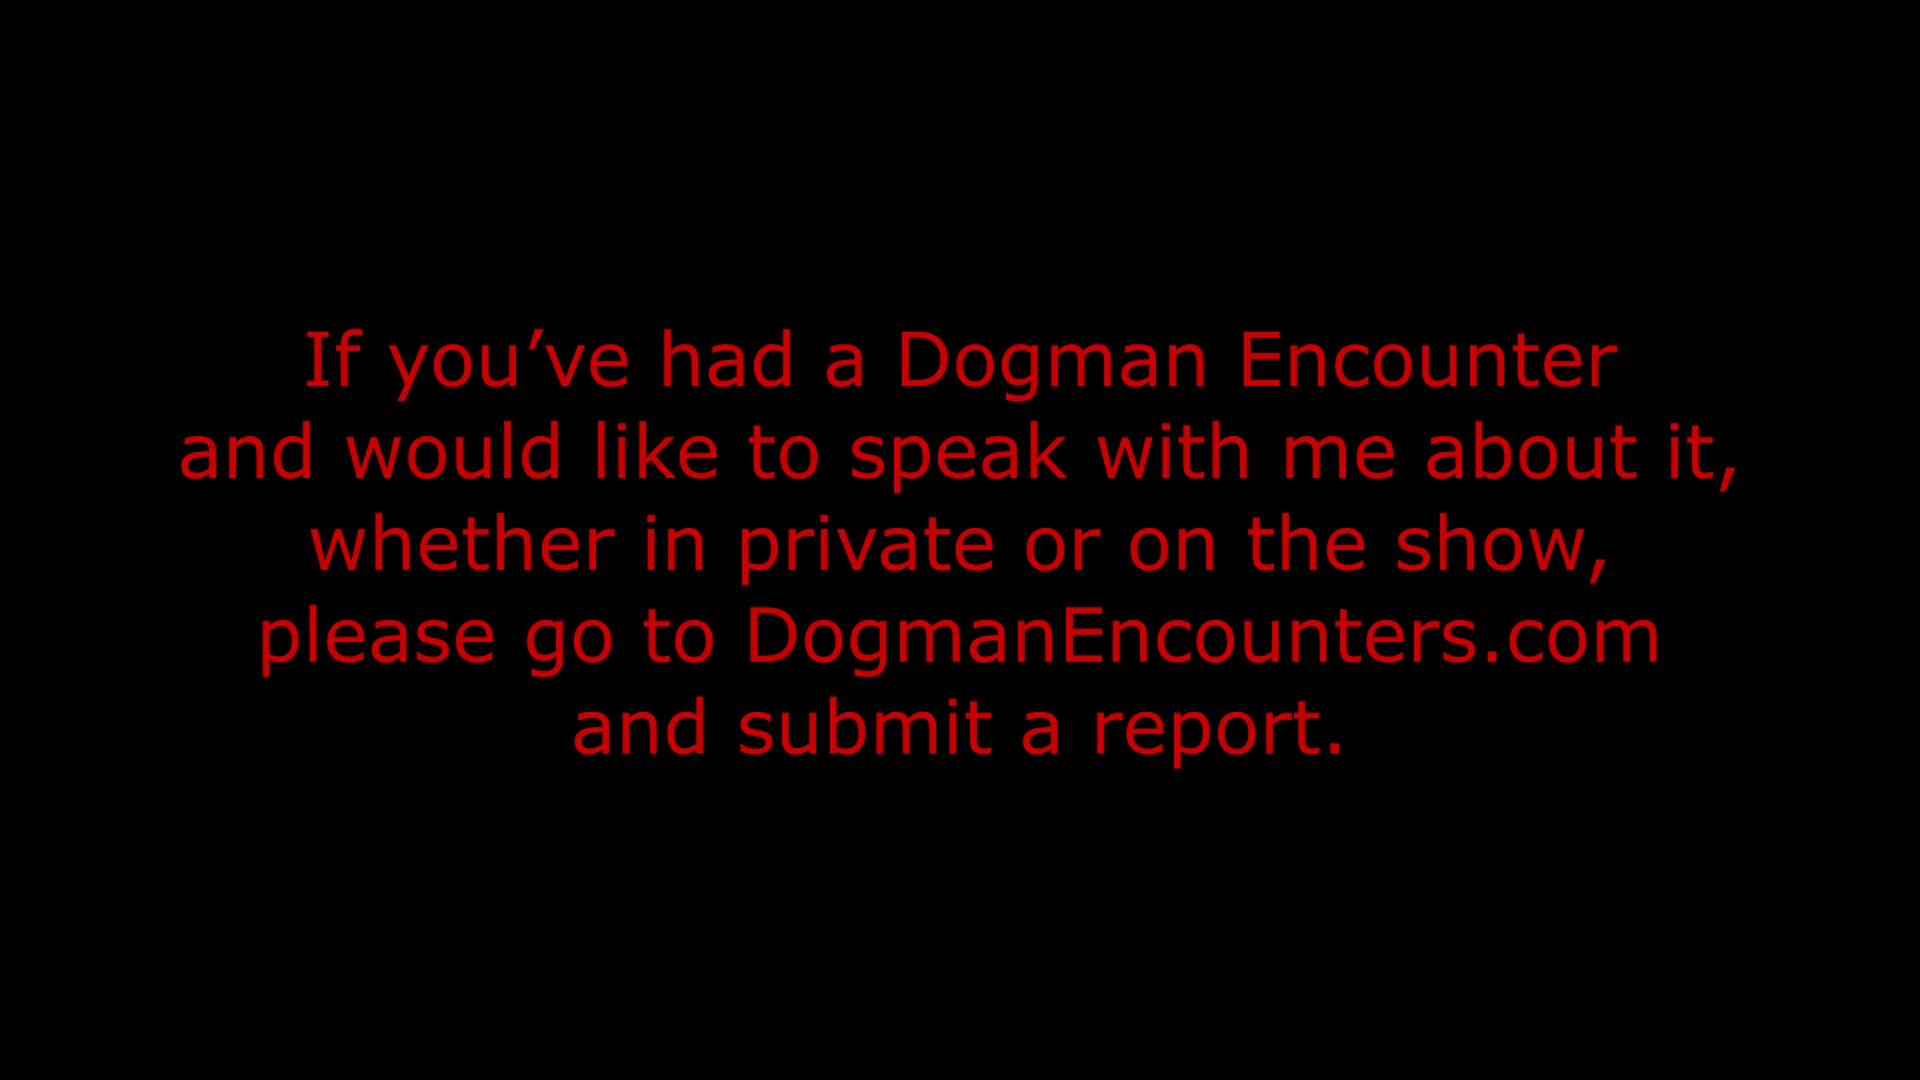 If you’ve had a Dogman Encounter
and would like to speak with me about it,
whether in private or on the show,
please go to DogmanEncounters.com
and submit a report.